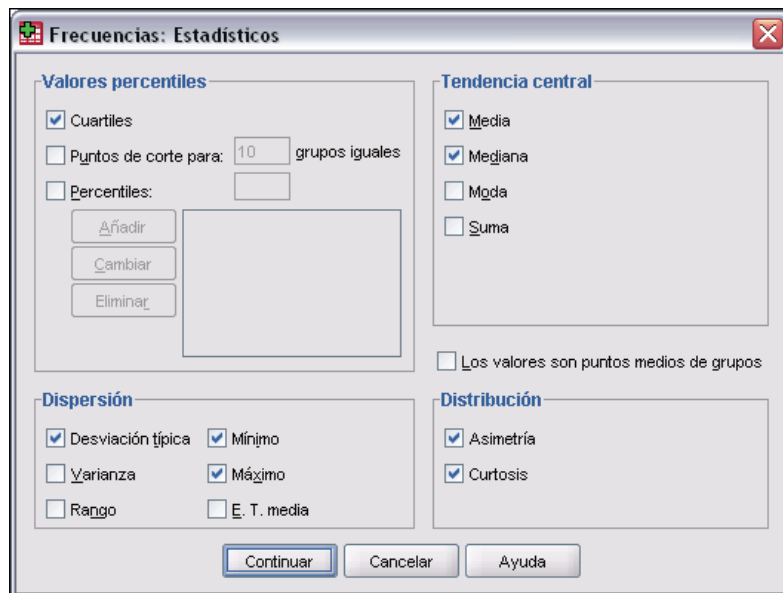 Frecuencias: Estadísticos
Valores percentiles
Cuartiles
Puntos de corte para: 10 grupos iguales
Percentiles:
Añadir
Cambiar
Eliminar
Tendencia central
Media
Mediana
Moda
Suma
Los valores son puntos medios de grupos
Dispersión
Desviación típica
Mínimo
Varianza
Máximo
Rango
E. T. media
Distribución
Asimetría
Curtosis
Continuar
Cancelar
Ayuda